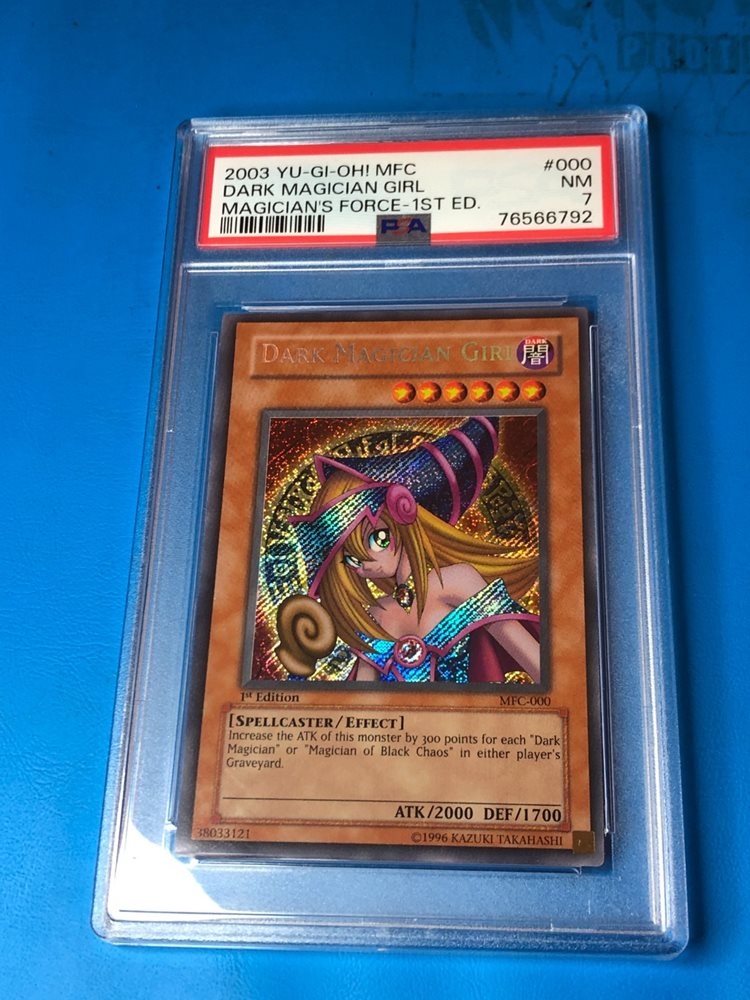 2003 YU-GI-OH! MFC #000
DARK MAGICIAN GIRL NM
MAGICIAN'S FORCE-1ST ED. 7
PSA 76566792
DARK MAGICIAN GIRL
DARK
闇
1st Edition MFC-000
[SPELLCASTER/EFFECT]
Increase the ATK of this monster by 300 points for each "Dark
Magician" or "Magician of Black Chaos" in either player's
Graveyard.
ATK/2000 DEF/1700
38033121 ©1996 KAZUKI TAKAHASHI